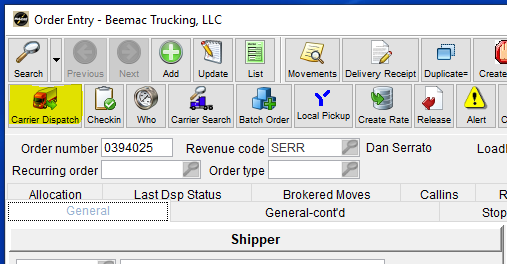 Order Entry - Beemac Trucking, LLC
Search Previous Next Add Update List Movements Delivery Receipt Duplicate= Create
Carrier Dispatch Checkin Who Carrier Search Batch Order Local Pickup Create Rate Release Alert C
Order number 0394025 Revenue code SERR Dan Serrato Load
Recurring order Order type
Allocation Last Dsp Status Brokered Moves Callins R
General General-cont'd Stop
Shipper